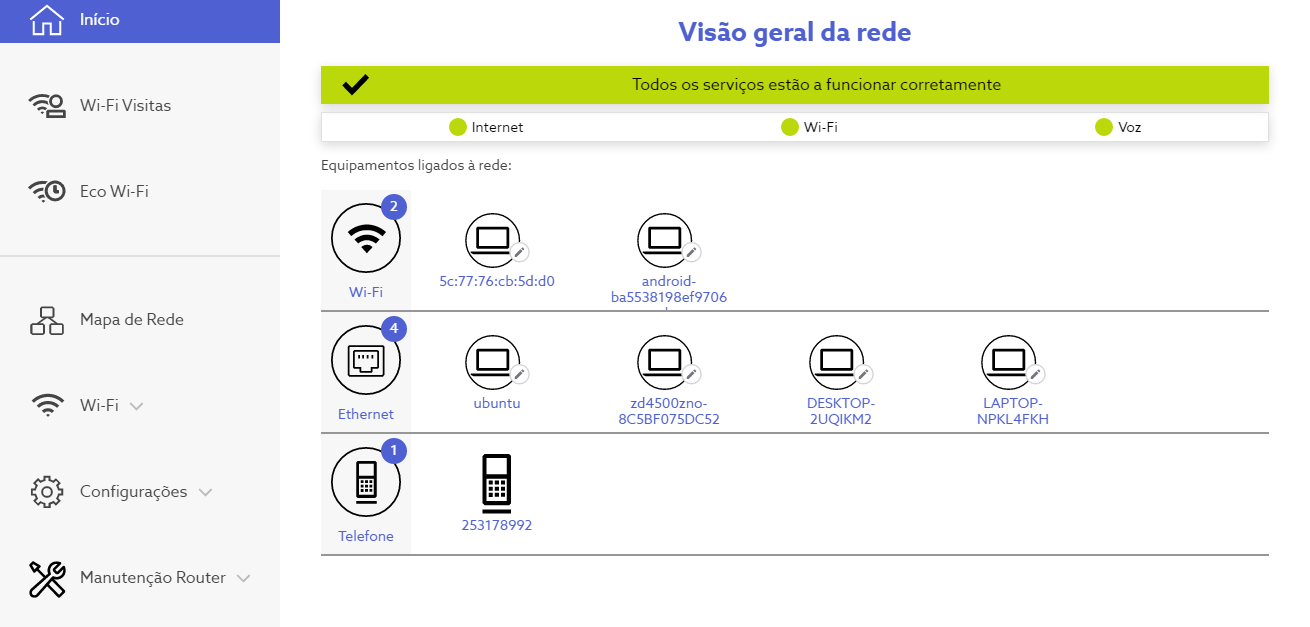 Início
Wi-Fi Visitas
Eco Wi-Fi
Mapa de Rede
Wi-Fi
Configurações
Manutenção Router
Visão geral da rede
Todos os serviços estão a funcionar corretamente
Internet
Wi-Fi
Voz
Equipamentos ligados à rede:
2
Wi-Fi
5c:77:76:cb:5d:d0
android-
ba5538198ef9706
4
Ethernet
ubuntu
zd4500zno-
8C5BF075DC52
DESKTOP-
2UQIKM2
LAPTOP-
NPKL4FKH
1
Telefone
253178992